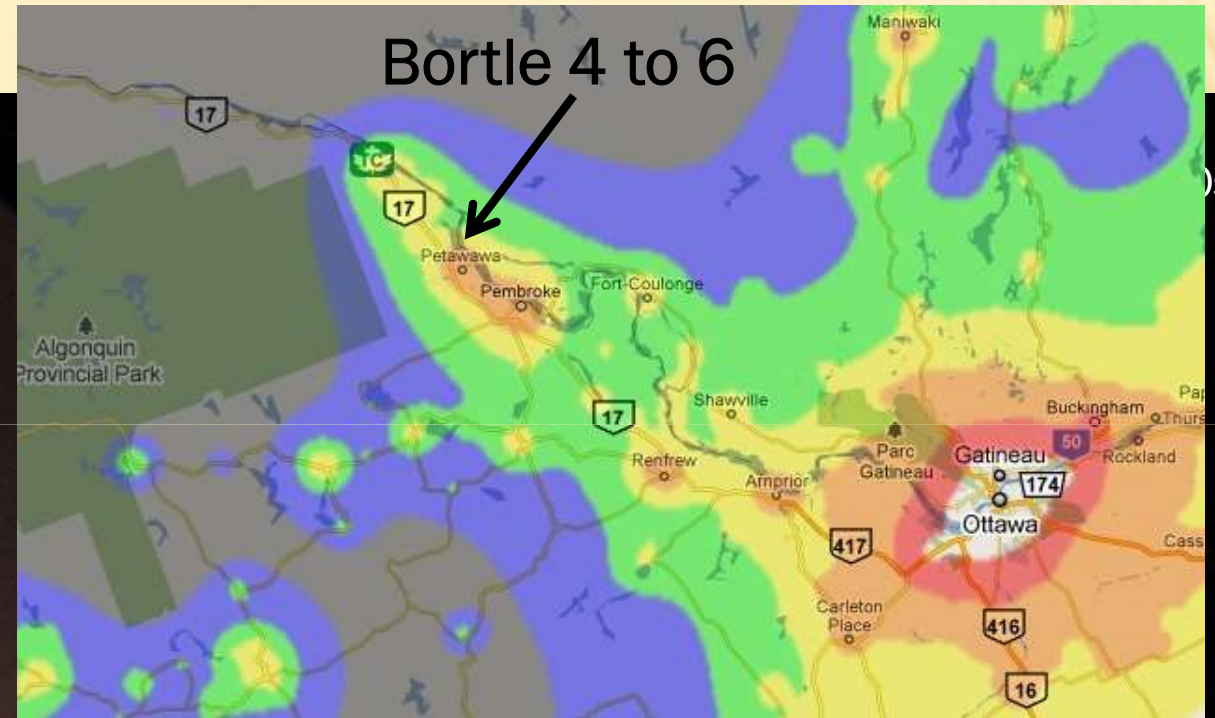 Maniwaki
Bortle 4 to 6
17
TC
17
Petawawa
Pembroke
Fort-Coulonge
Algonquin
Provincial Park
17
Shawville
Buckingham
Parc
Gatineau
Gatineau
50
Rockland
Renfrew
Arnprior
174
Ottawa
417
Carleton
Place
416
16